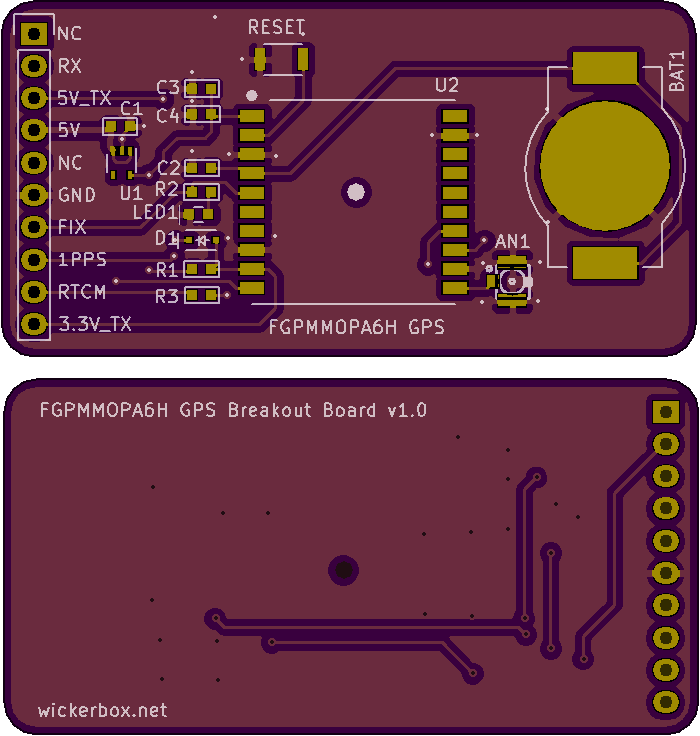 NC
RX
5V_TX
5V
NC
GND
FIX
1PPS
RTCM
3.3V_TX
C1
U1
C3
C4
C2
R2
LED1
D1
R1
R3
RESET
U2
BAT1
AN1
FGPMMOPA6H GPS
FGPMMOPA6H GPS Breakout Board v1.0
wickerbox.net